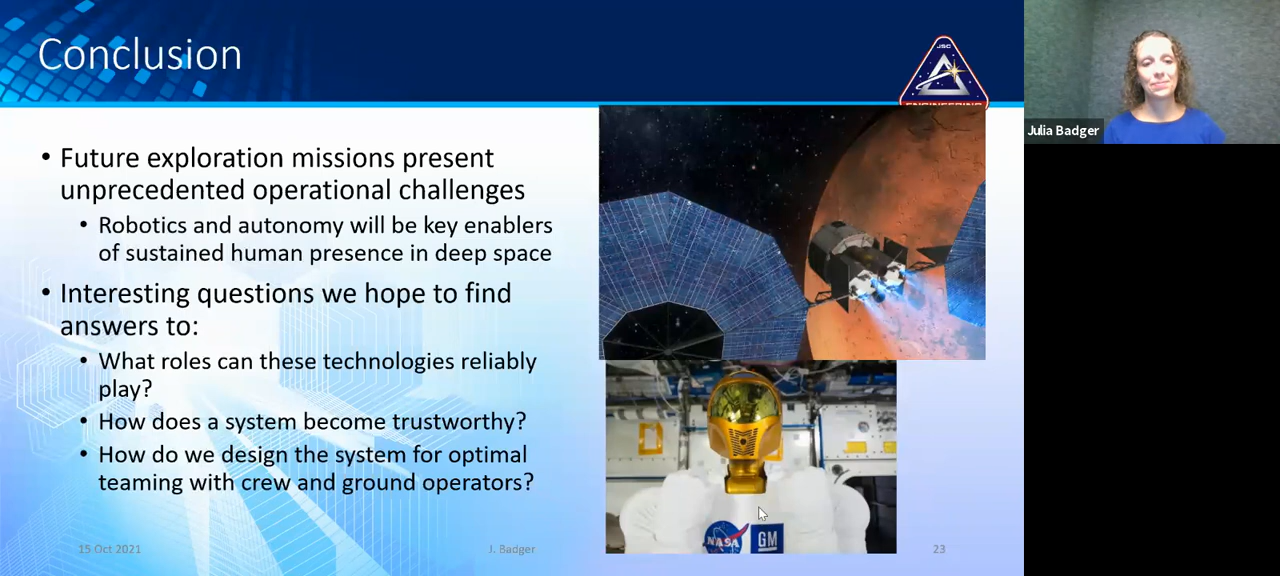 Conclusion
JSC
ENGINEERING
Julia Badger
• Future exploration missions present
unprecedented operational challenges
• Robotics and autonomy will be key enablers
of sustained human presence in deep space
• Interesting questions we hope to find
answers to:
• What roles can these technologies reliably
play?
• How does a system become trustworthy?
• How do we design the system for optimal
teaming with crew and ground operators?
NASA
GM
15 Oct 2021
J. Badger
23